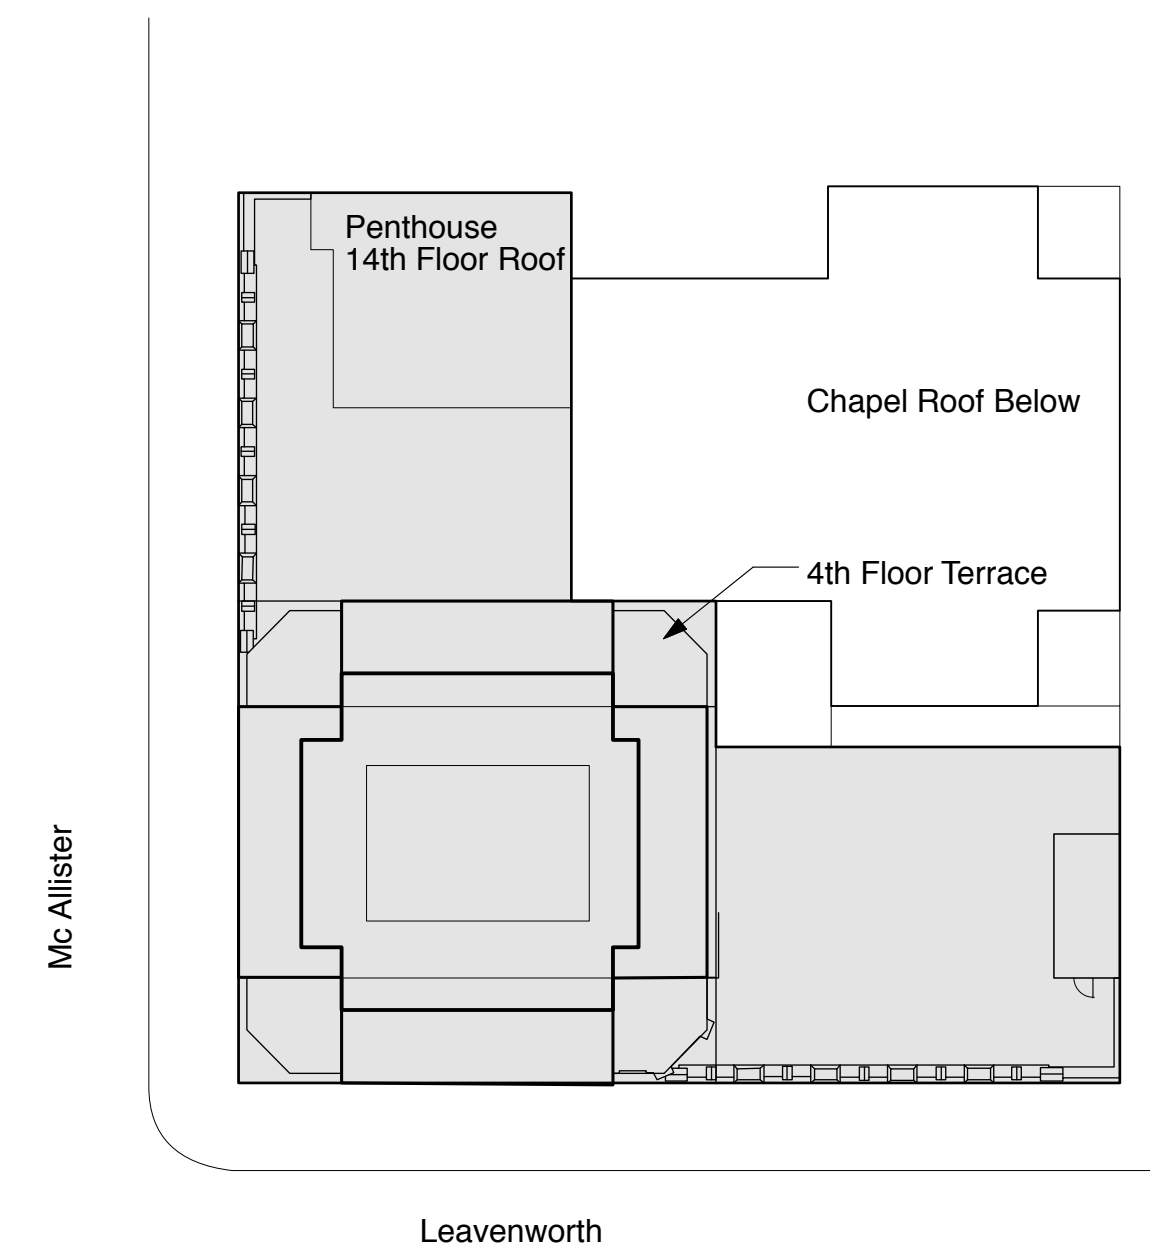 Penthouse
14th Floor Roof
Chapel Roof Below
4th Floor Terrace
Mc Allister
Leavenworth